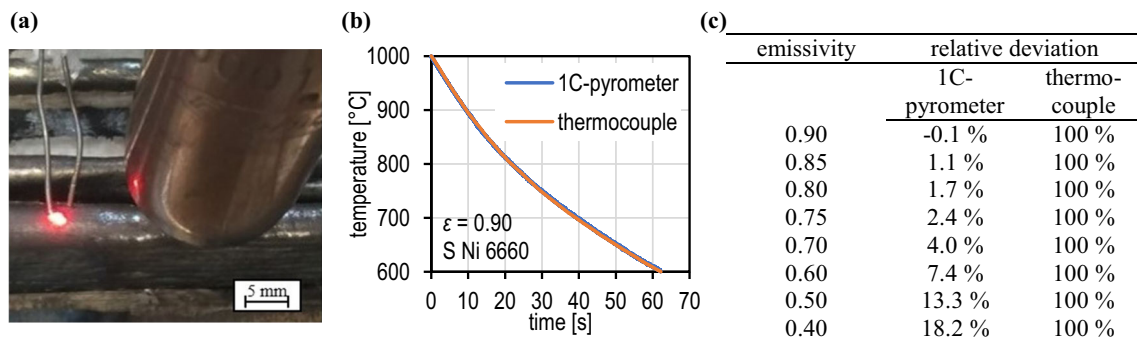 (a)
5 mm
(b)
temperature [°C]
1000
900
800
700
600
1C-pyrometer
thermocouple
ε = 0.90
S Ni 6660
0 10 20 30 40 50 60 70
time [s]
(c)
emissivity relative deviation
1C- thermo-
pyrometer couple
0.90 -0.1 % 100 %
0.85 1.1 % 100 %
0.80 1.7 % 100 %
0.75 2.4 % 100 %
0.70 4.0 % 100 %
0.60 7.4 % 100 %
0.50 13.3 % 100 %
0.40 18.2 % 100 %